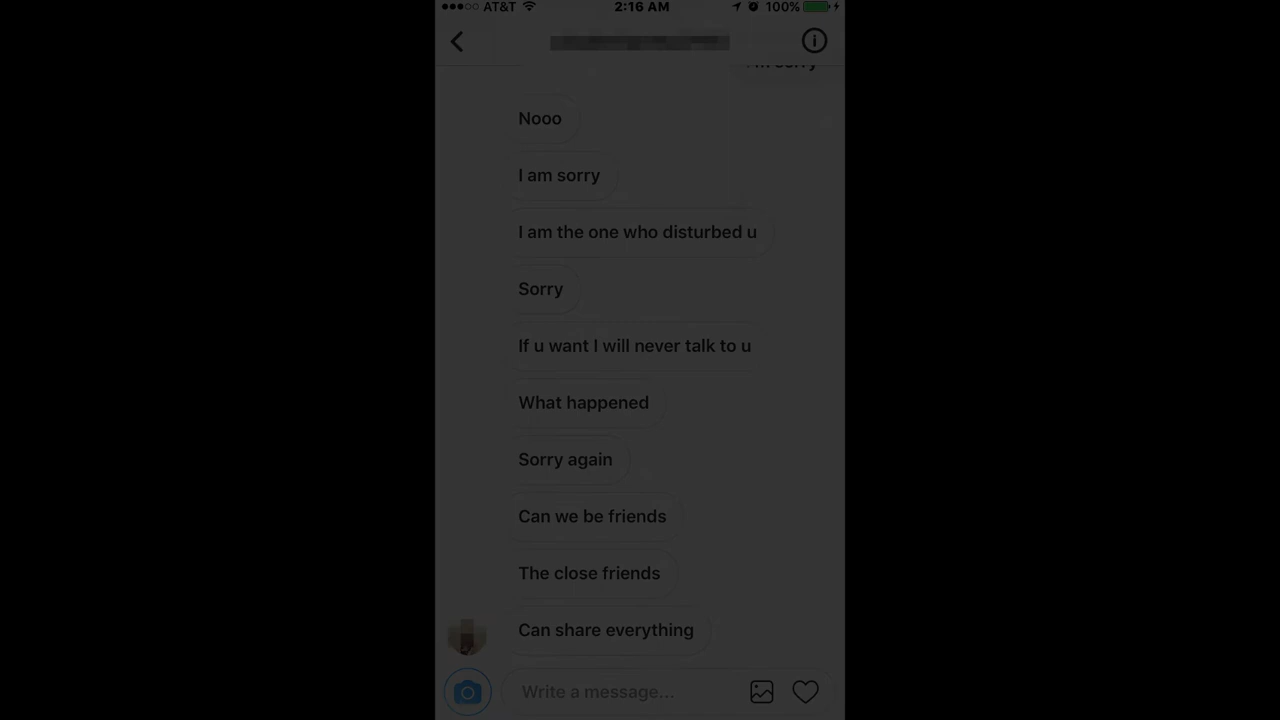 AT&T 2:16 AM 100%
sorry
Nooo
I am sorry
I am the one who disturbed u
Sorry
If u want I will never talk to u
What happened
Sorry again
Can we be friends
The close friends
Can share everything
Write a message...